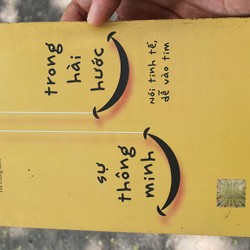 sự
thông
minh
trong
hài
hước
Nói tinh tế,
dễ vào tim